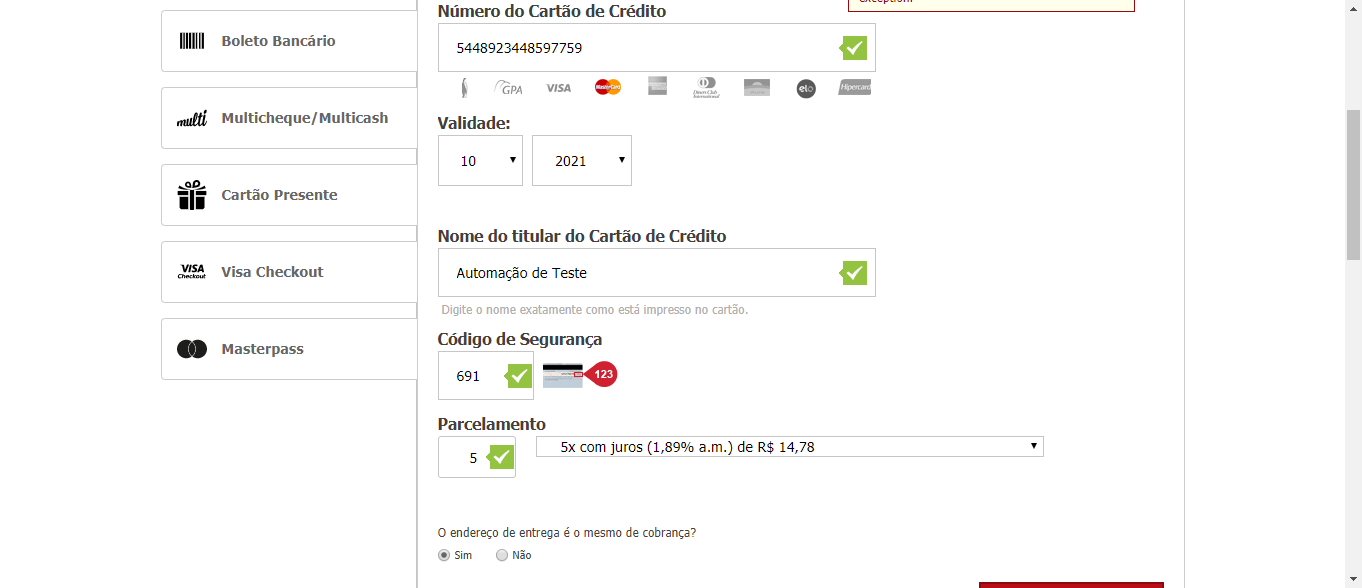 Boleto Bancário
multi
Multicheque/Multicash
Cartão Presente
VISA
Checkout
Visa Checkout
Masterpass
Número do Cartão de Crédito
5448923448597759
GPA
VISA
MasterCard
Diners Club
International
elo
Hipercard
Validade:
10
2021
Nome do titular do Cartão de Crédito
Automação de Teste
Digite o nome exatamente como está impresso no cartão.
Código de Segurança
691
123
Parcelamento
5
5x com juros (1,89% a.m.) de R$ 14,78
O endereço de entrega é o mesmo de cobrança?
Sim
Não